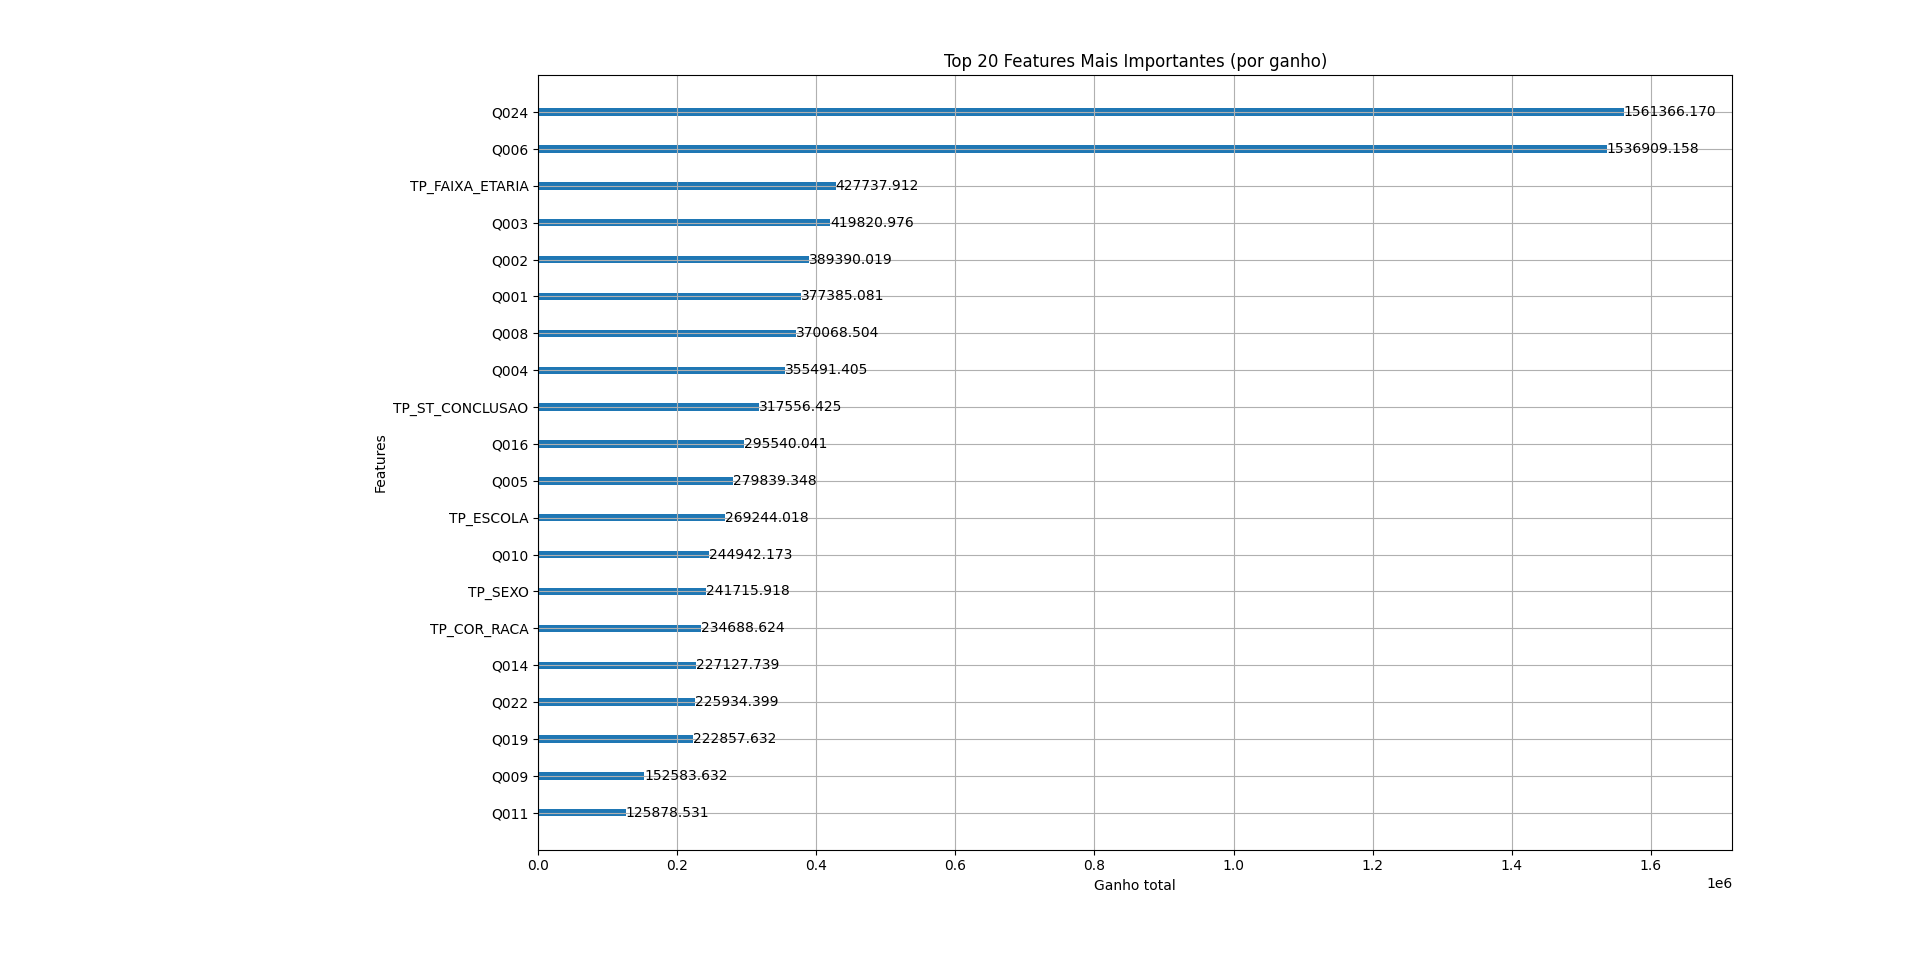 Top 20 Features Mais Importantes (por ganho)
Q024 1561366.170
Q006 1536909.158
TP_FAIXA_ETARIA 427737.912
Q003 419820.976
Q002 389390.019
Q001 377385.081
Q008 370068.504
Q004 355491.405
TP_ST_CONCLUSAO 317556.425
Q016 295540.041
Q005 279839.348
TP_ESCOLA 269244.018
Q010 244942.173
TP_SEXO 241715.918
TP_COR_RACA 234688.624
Q014 227127.739
Q022 225934.399
Q019 222857.632
Q009 152583.632
Q011 125878.531
Features
0.0 0.2 0.4 0.6 0.8 1.0 1.2 1.4 1.6
1e6
Ganho total